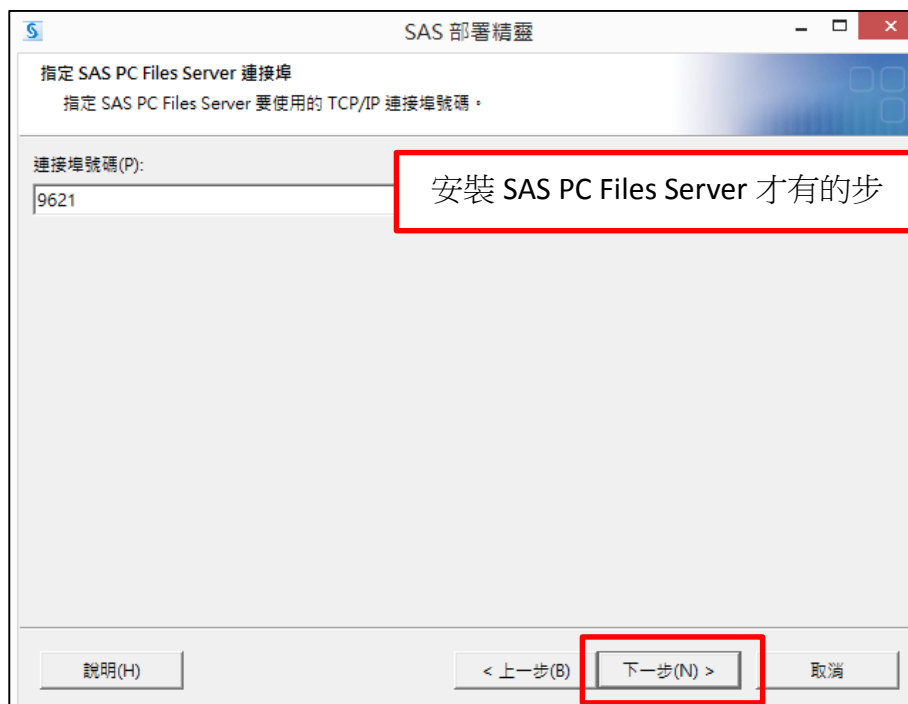 SAS 部署精靈
指定 SAS PC Files Server 連接埠
指定 SAS PC Files Server 要使用的 TCP/IP 連接埠號碼。
連接埠號碼(P):
9621
安裝 SAS PC Files Server 才有的步
說明(H)
< 上一步(B)
下一步(N) >
取消